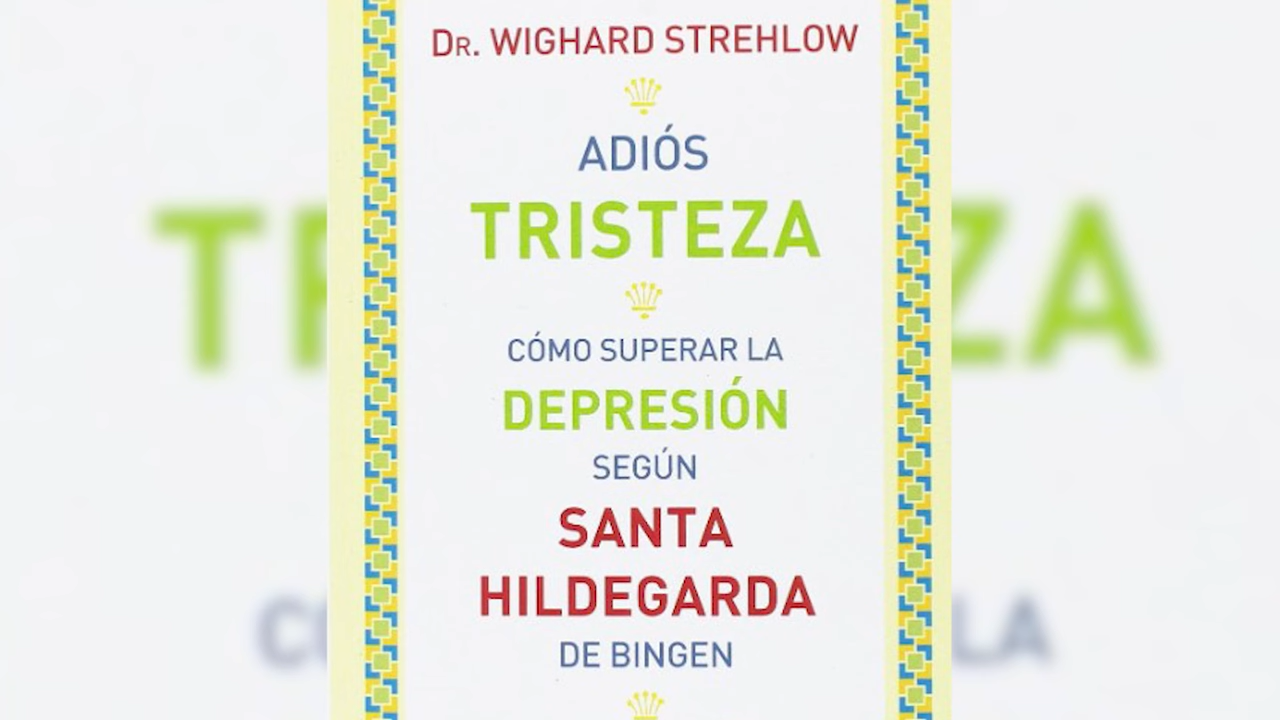 DR. WIGHARD STREHLOW
ADIÓS
TRISTEZA
CÓMO SUPERAR LA
DEPRESIÓN
SEGÚN
SANTA
HILDEGARDA
DE BINGEN